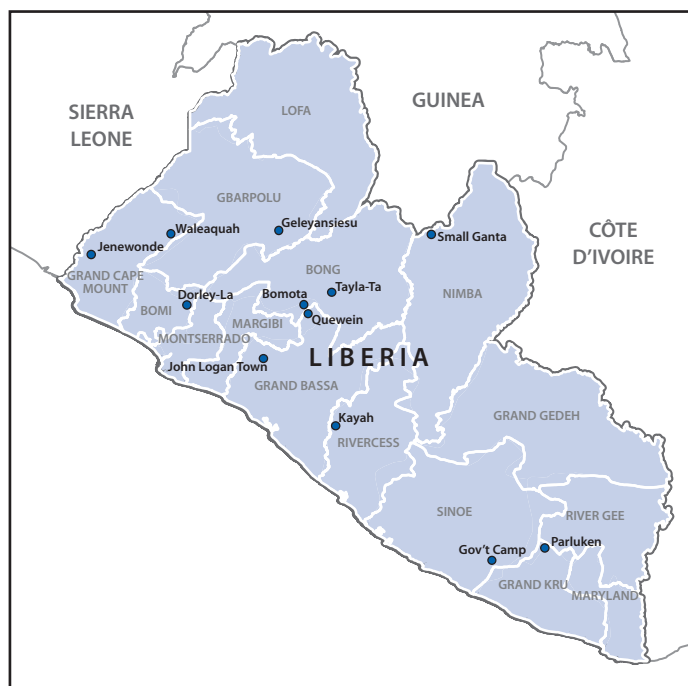 SIERRA
LEONE
GUINEA
LOFA
GBARPOLU
Waleaquah
Geleyansiesu
Small Ganta
CÔTE
D'IVOIRE
Jenewonde
GRAND CAPE
MOUNT
BONG
Tayla-Ta
NIMBA
BOMI
Dorley-La
Bomota
Quewein
MARGIBI
MONTSERRADO
LIBERIA
John Logan Town
GRAND BASSA
Kayah
RIVERCESS
GRAND GEDEH
SINOE
RIVER GEE
Gov't Camp
Parluken
GRAND KRU
MARYLAND